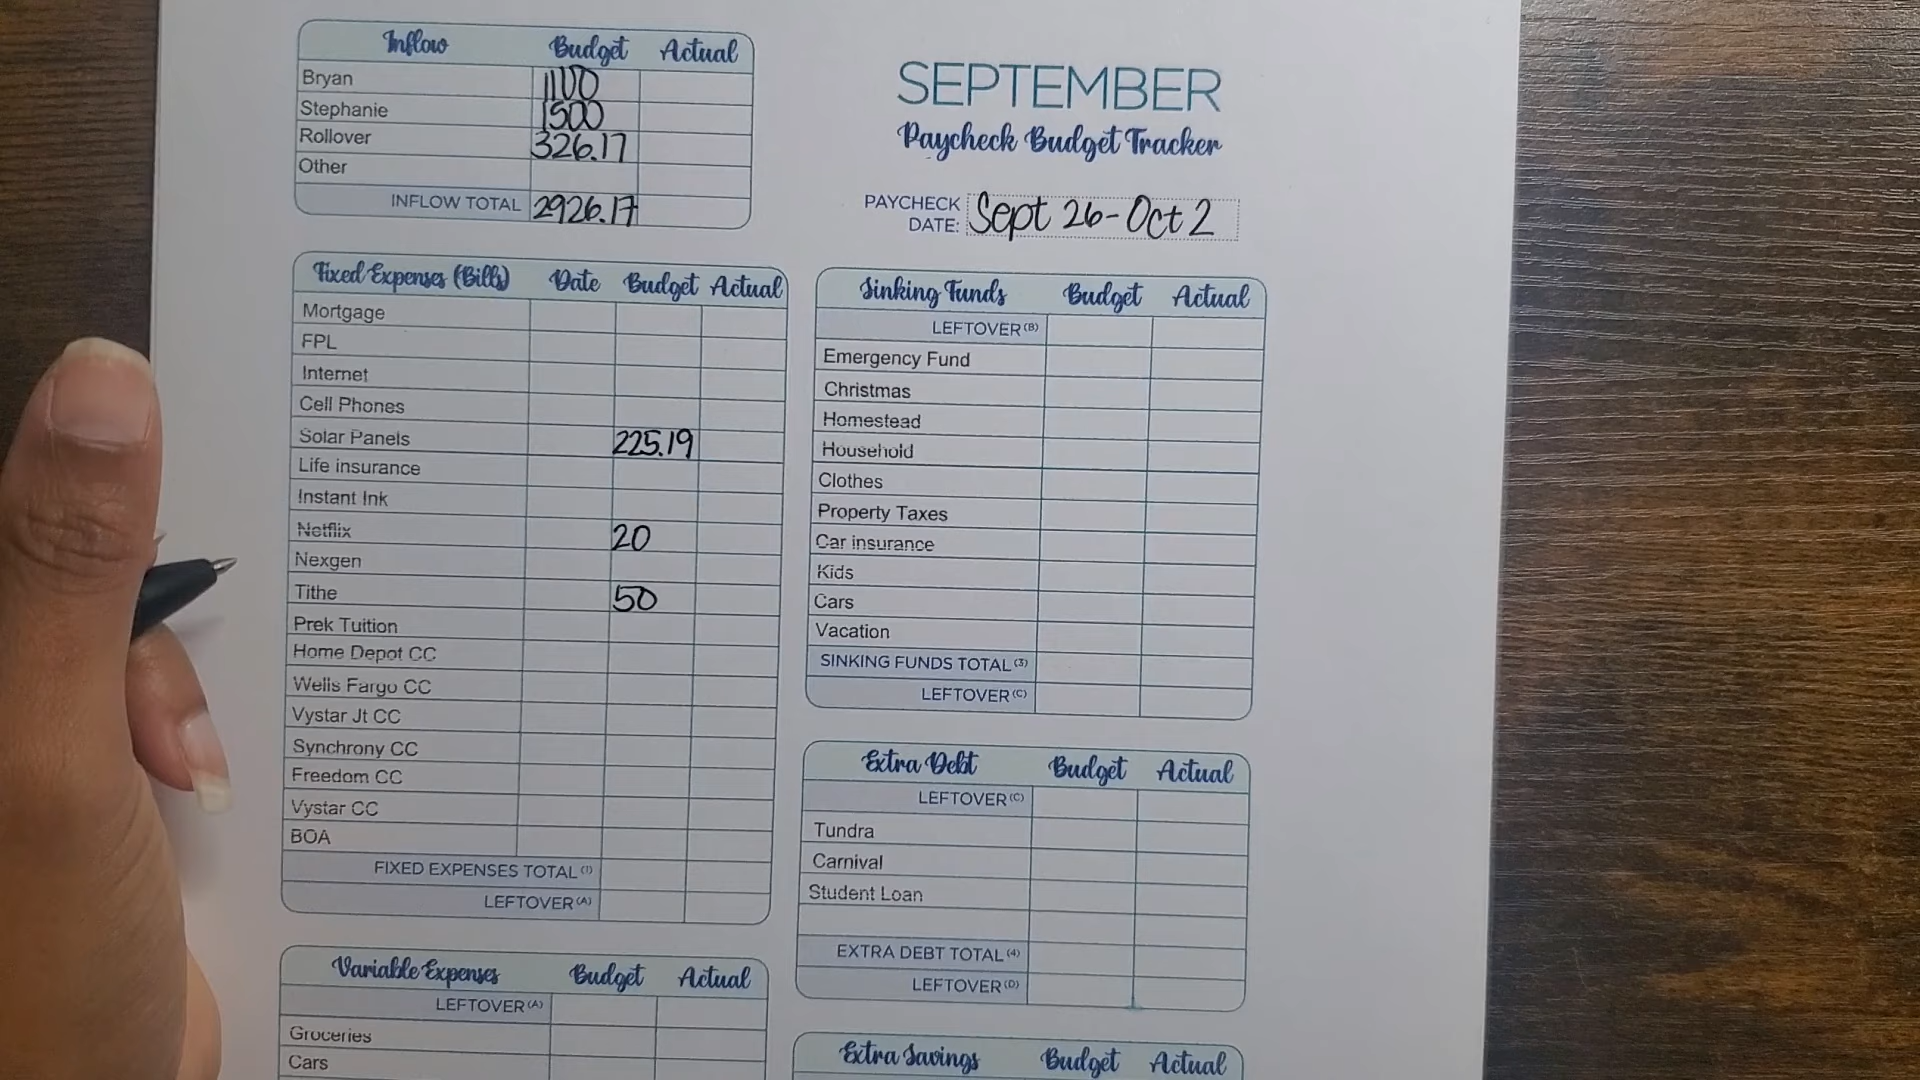 Inflow Budget Actual
Bryan 1100
Stephanie 1500
Rollover 326.17
Other
INFLOW TOTAL 2926.17
SEPTEMBER
Paycheck Budget Tracker
PAYCHECK DATE: Sept 26-Oct 2
Fixed Expenses (Bills) Date Budget Actual
Mortgage
FPL
Internet
Cell Phones
Solar Panels 225.19
Life insurance
Instant Ink
Netflix 20
Nexgen
Tithe 50
Prek Tuition
Home Depot CC
Wells Fargo CC
Vystar Jt CC
Synchrony CC
Freedom CC
Vystar CC
BOA
FIXED EXPENSES TOTAL (1)
LEFTOVER (A)
Variable Expenses Budget Actual
LEFTOVER (A)
Groceries
Cars
Sinking Funds Budget Actual
LEFTOVER (B)
Emergency Fund
Christmas
Homestead
Household
Clothes
Property Taxes
Car insurance
Kids
Cars
Vacation
SINKING FUNDS TOTAL (3)
LEFTOVER (C)
Extra Debt Budget Actual
LEFTOVER (C)
Tundra
Carnival
Student Loan
EXTRA DEBT TOTAL (4)
LEFTOVER (D)
Extra Savings Budget Actual